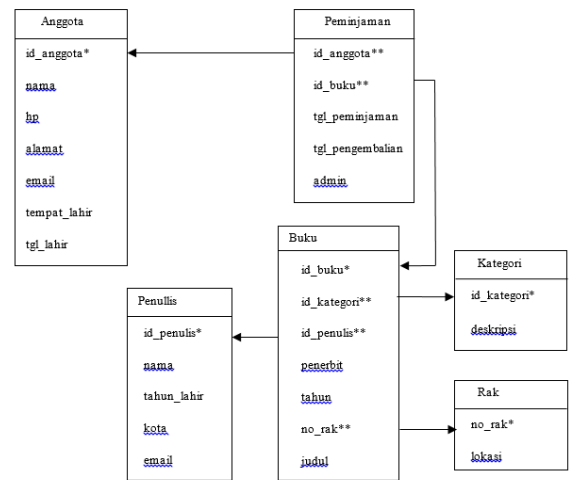 Anggota
id_anggota*
nama
hp
alamat
email
tempat_lahir
tgl_lahir
Peminjaman
id_anggota**
id_buku**
tgl_peminjaman
tgl_pengembalian
admin
Buku
id_buku*
id_kategori**
id_penulis**
penerbit
tahun
no_rak**
judul
Penullis
id_penulis*
nama
tahun_lahir
kota
email
Kategori
id_kategori*
deskripsi
Rak
no_rak*
lokasi